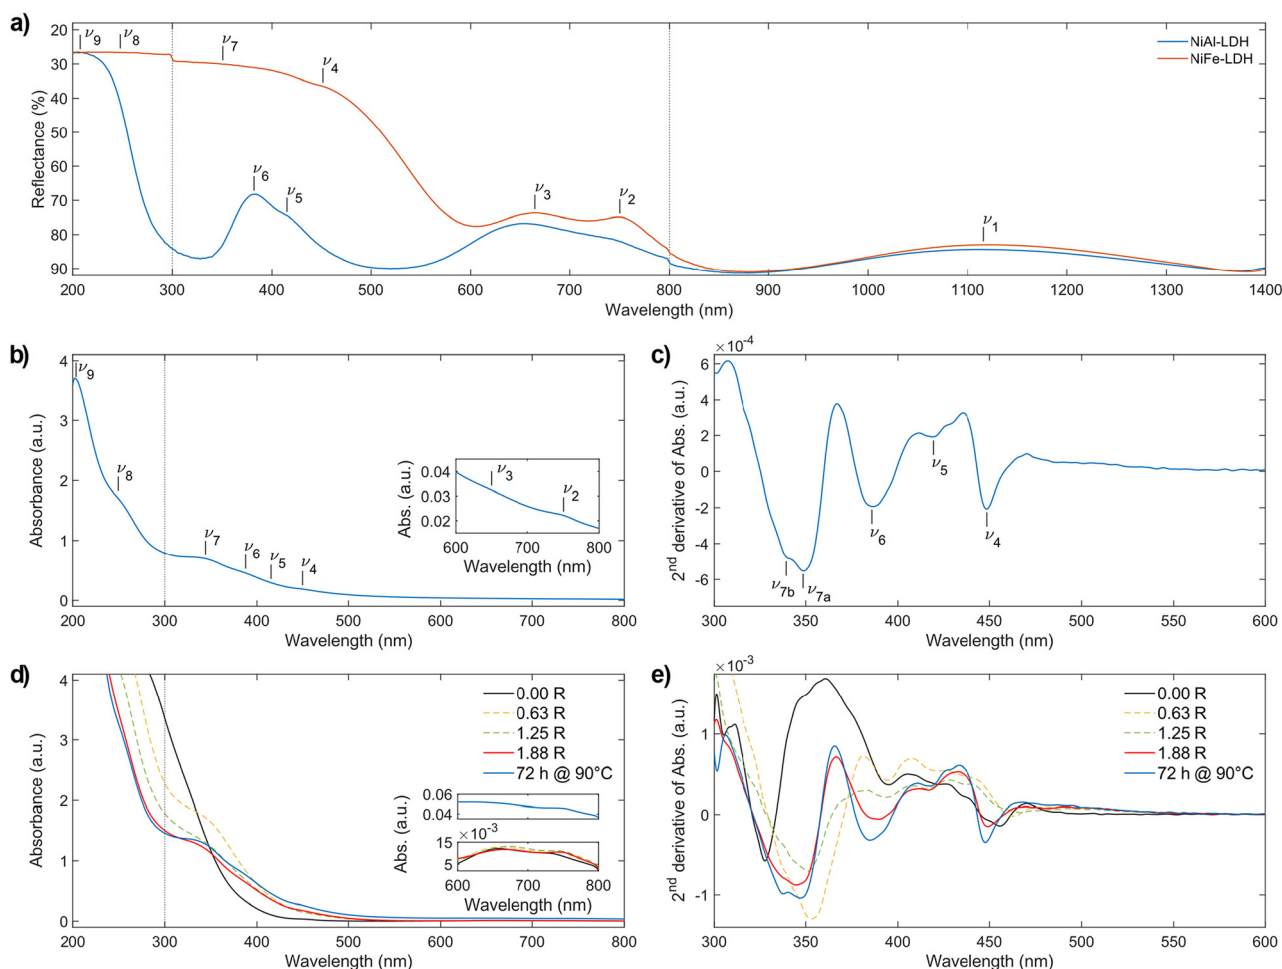 a)
20
30
40
50
60
70
80
90
Reflectance (%)
ν9
ν8
ν7
ν4
ν6
ν5
ν3
ν2
ν1
NiAl-LDH
NiFe-LDH
200 300 400 500 600 700 800 900 1000 1100 1200 1300 1400
Wavelength (nm)
b)
4
3
2
1
0
Absorbance (a.u.)
ν9
ν8
ν7
ν6
ν5
ν4
0.04
0.03
0.02
Abs. (a.u.)
ν3
ν2
600 700 800
Wavelength (nm)
200 300 400 500 600 700 800
Wavelength (nm)
c)
×10-4
6
4
2
0
-2
-4
-6
2nd derivative of Abs. (a.u.)
ν5
ν6
ν4
ν7b
ν7a
300 350 400 450 500 550 600
Wavelength (nm)
d)
4
3
2
1
0
Absorbance (a.u.)
0.00 R
0.63 R
1.25 R
1.88 R
72 h @ 90°C
0.06
0.04
×10-3
15
5
Abs. (a.u.)
600 700 800
Wavelength (nm)
200 300 400 500 600 700 800
Wavelength (nm)
e)
×10-3
1
0
-1
2nd derivative of Abs. (a.u.)
0.00 R
0.63 R
1.25 R
1.88 R
72 h @ 90°C
300 350 400 450 500 550 600
Wavelength (nm)